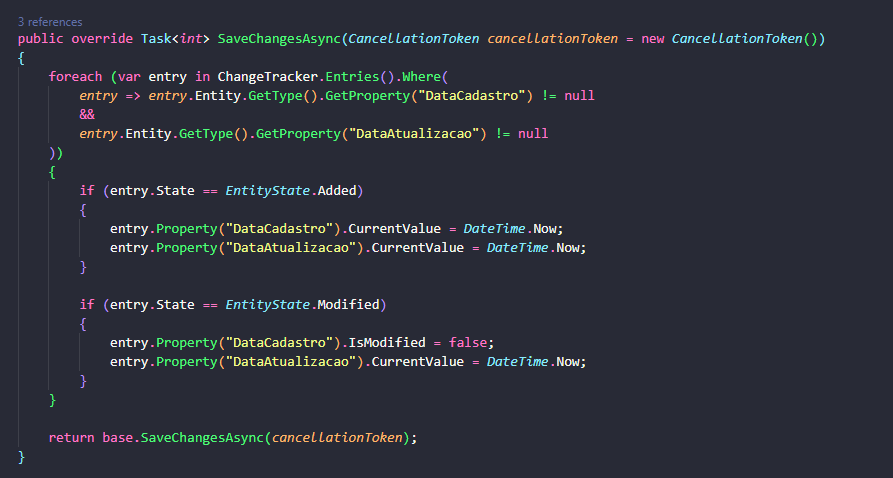 3 references
public override Task<int> SaveChangesAsync(CancellationToken cancellationToken = new CancellationToken())
{
foreach (var entry in ChangeTracker.Entries().Where(
entry => entry.Entity.GetType().GetProperty("DataCadastro") != null
&&
entry.Entity.GetType().GetProperty("DataAtualizacao") != null
))
{
if (entry.State == EntityState.Added)
{
entry.Property("DataCadastro").CurrentValue = DateTime.Now;
entry.Property("DataAtualizacao").CurrentValue = DateTime.Now;
}
if (entry.State == EntityState.Modified)
{
entry.Property("DataCadastro").IsModified = false;
entry.Property("DataAtualizacao").CurrentValue = DateTime.Now;
}
}
return base.SaveChangesAsync(cancellationToken);
}